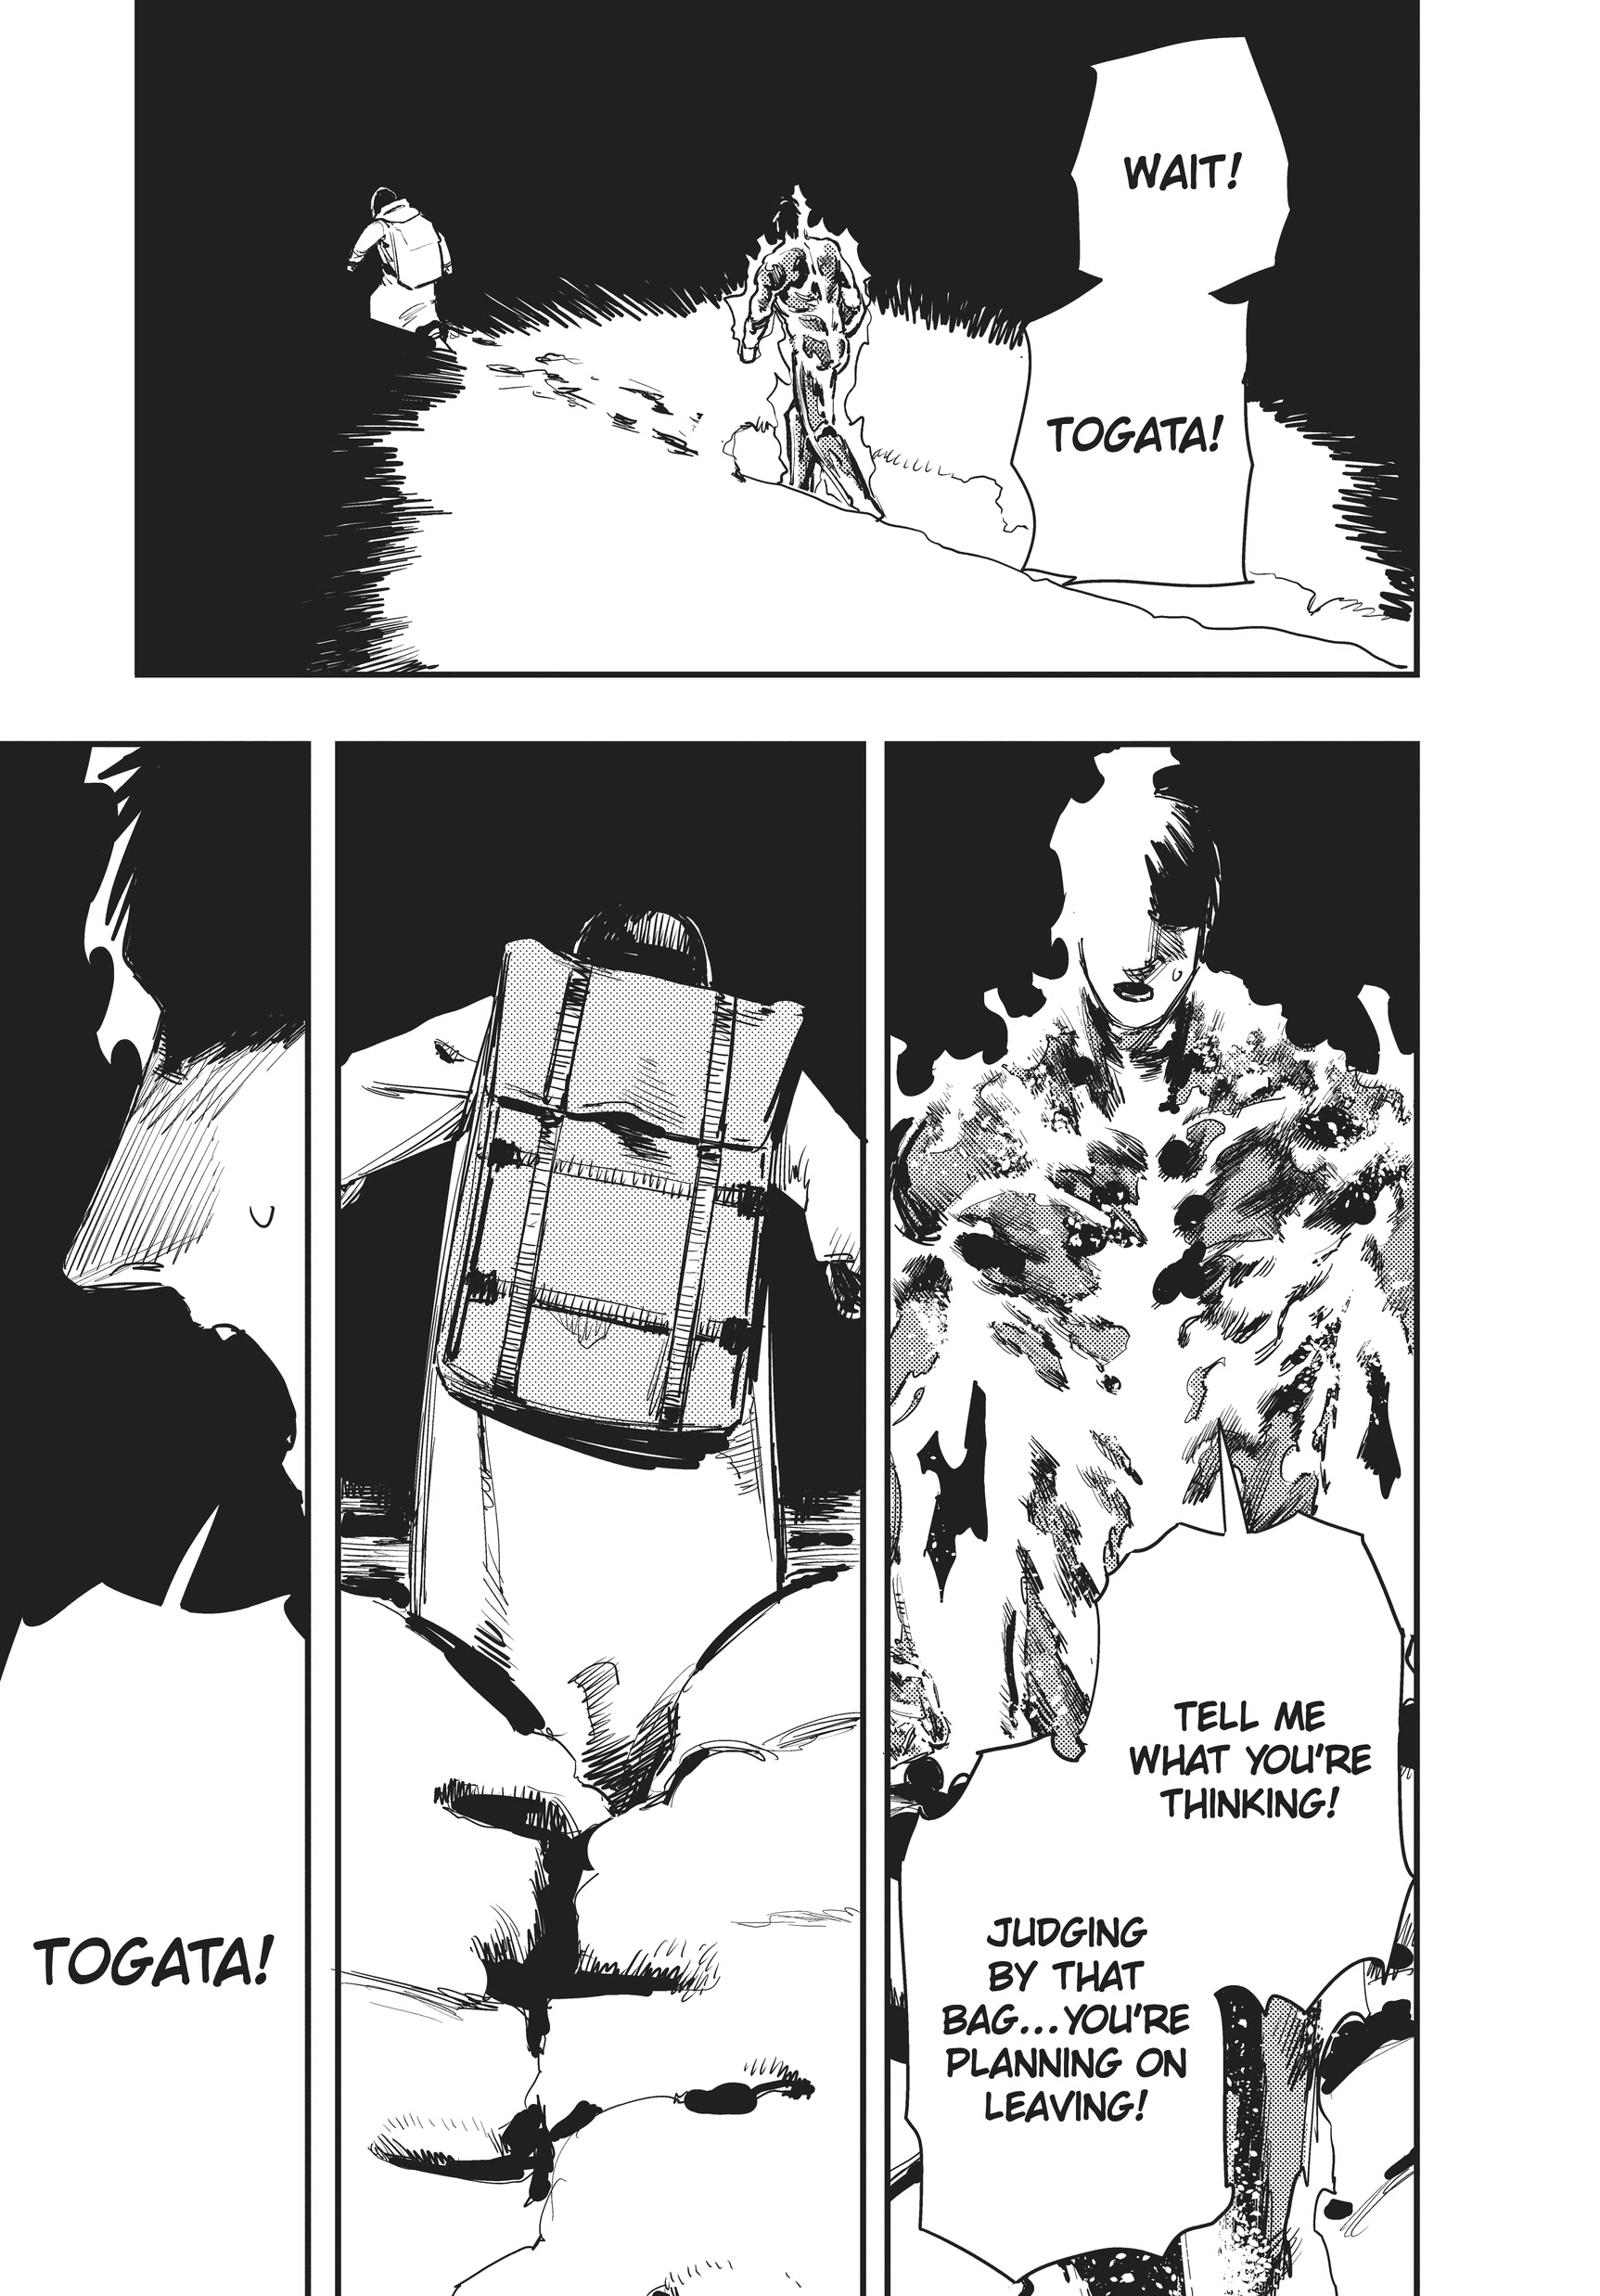 WAIT!
TOGATA!
TELL ME
WHAT YOU'RE
THINKING!
JUDGING
BY THAT
BAG...YOU'RE
PLANNING ON
LEAVING!
TOGATA!